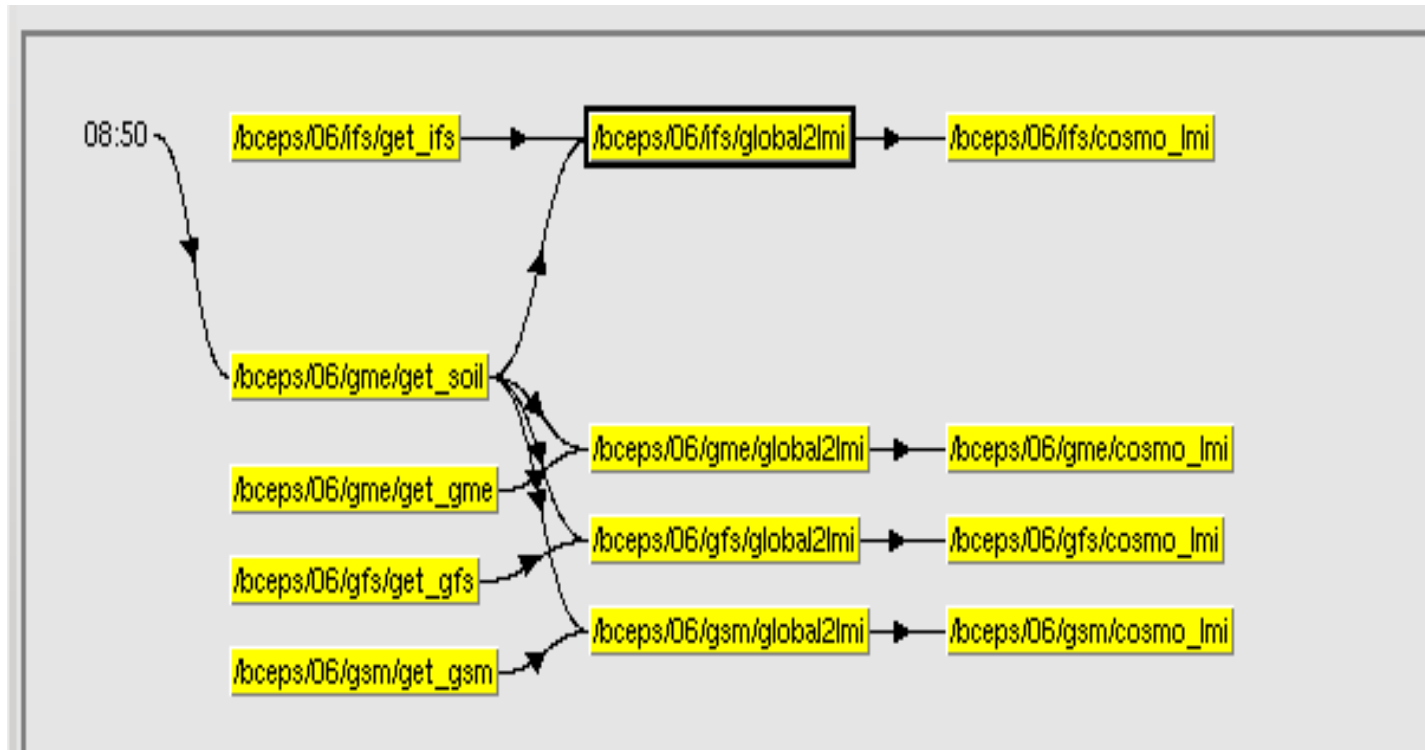 08:50
/bceps/06/ifs/get_ifs
/bceps/06/ifs/global2lmi
/bceps/06/ifs/cosmo_lmi
/bceps/06/gme/get_soil
/bceps/06/gme/global2lmi
/bceps/06/gme/cosmo_lmi
/bceps/06/gme/get_gme
/bceps/06/gfs/global2lmi
/bceps/06/gfs/cosmo_lmi
/bceps/06/gfs/get_gfs
/bceps/06/gsm/global2lmi
/bceps/06/gsm/cosmo_lmi
/bceps/06/gsm/get_gsm